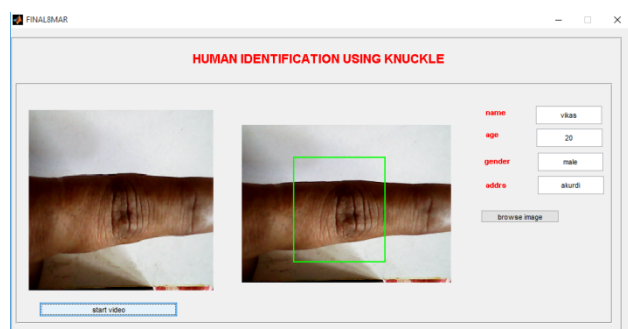 FINAL8MAR
HUMAN IDENTIFICATION USING KNUCKLE
name vikas
age 20
gender male
addrs akurdi
browse image
start video